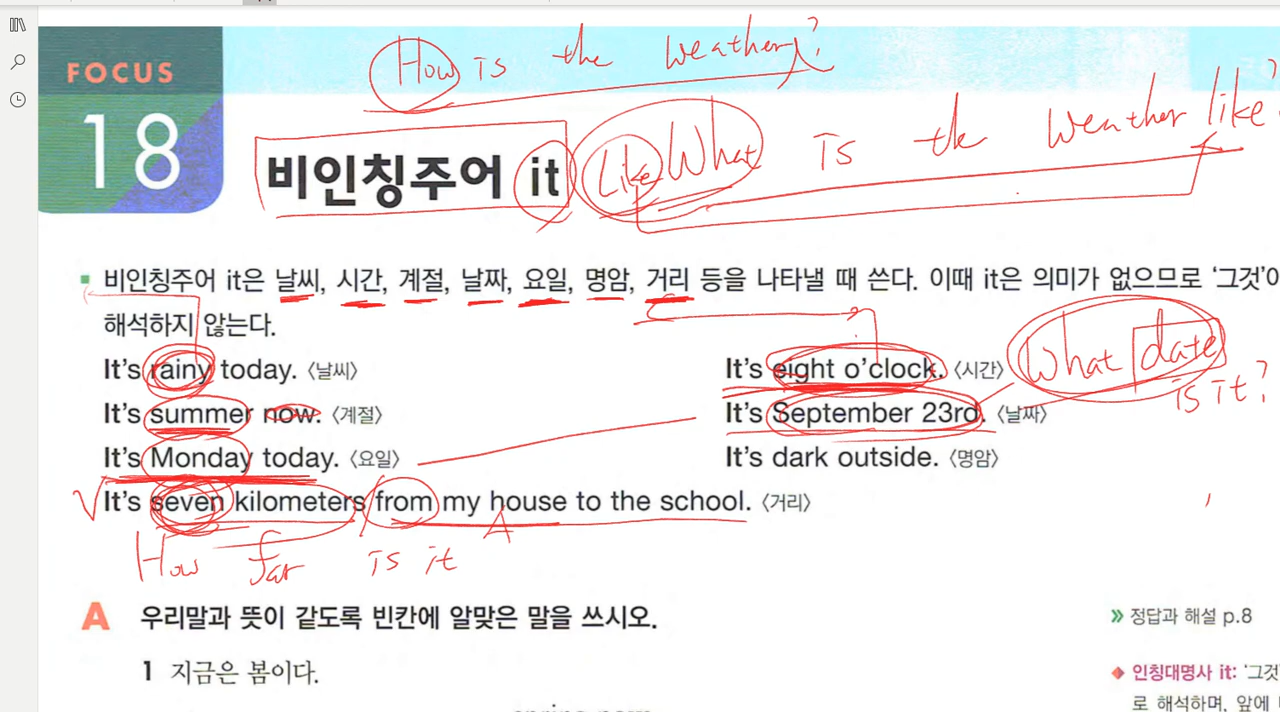 How is the weather?
FOCUS
18
What is the weather like?
Like
비인칭주어 it
비인칭주어 it은 날씨, 시간, 계절, 날짜, 요일, 명암, 거리 등을 나타낼 때 쓴다. 이때 it은 의미가 없으므로 '그것'이
해석하지 않는다.
It's rainy today. 〈날씨〉
It's eight o'clock. 〈시간〉
What date is it?
It's summer now. 〈계절〉
It's September 23rd. 〈날짜〉
It's Monday today. 〈요일〉
It's dark outside. 〈명암〉
It's seven kilometers from my house to the school. 〈거리〉
How far is it
A 우리말과 뜻이 같도록 빈칸에 알맞은 말을 쓰시오.
» 정답과 해설 p.8
1 지금은 봄이다.
인칭대명사 it: '그것
로 해석하며, 앞에